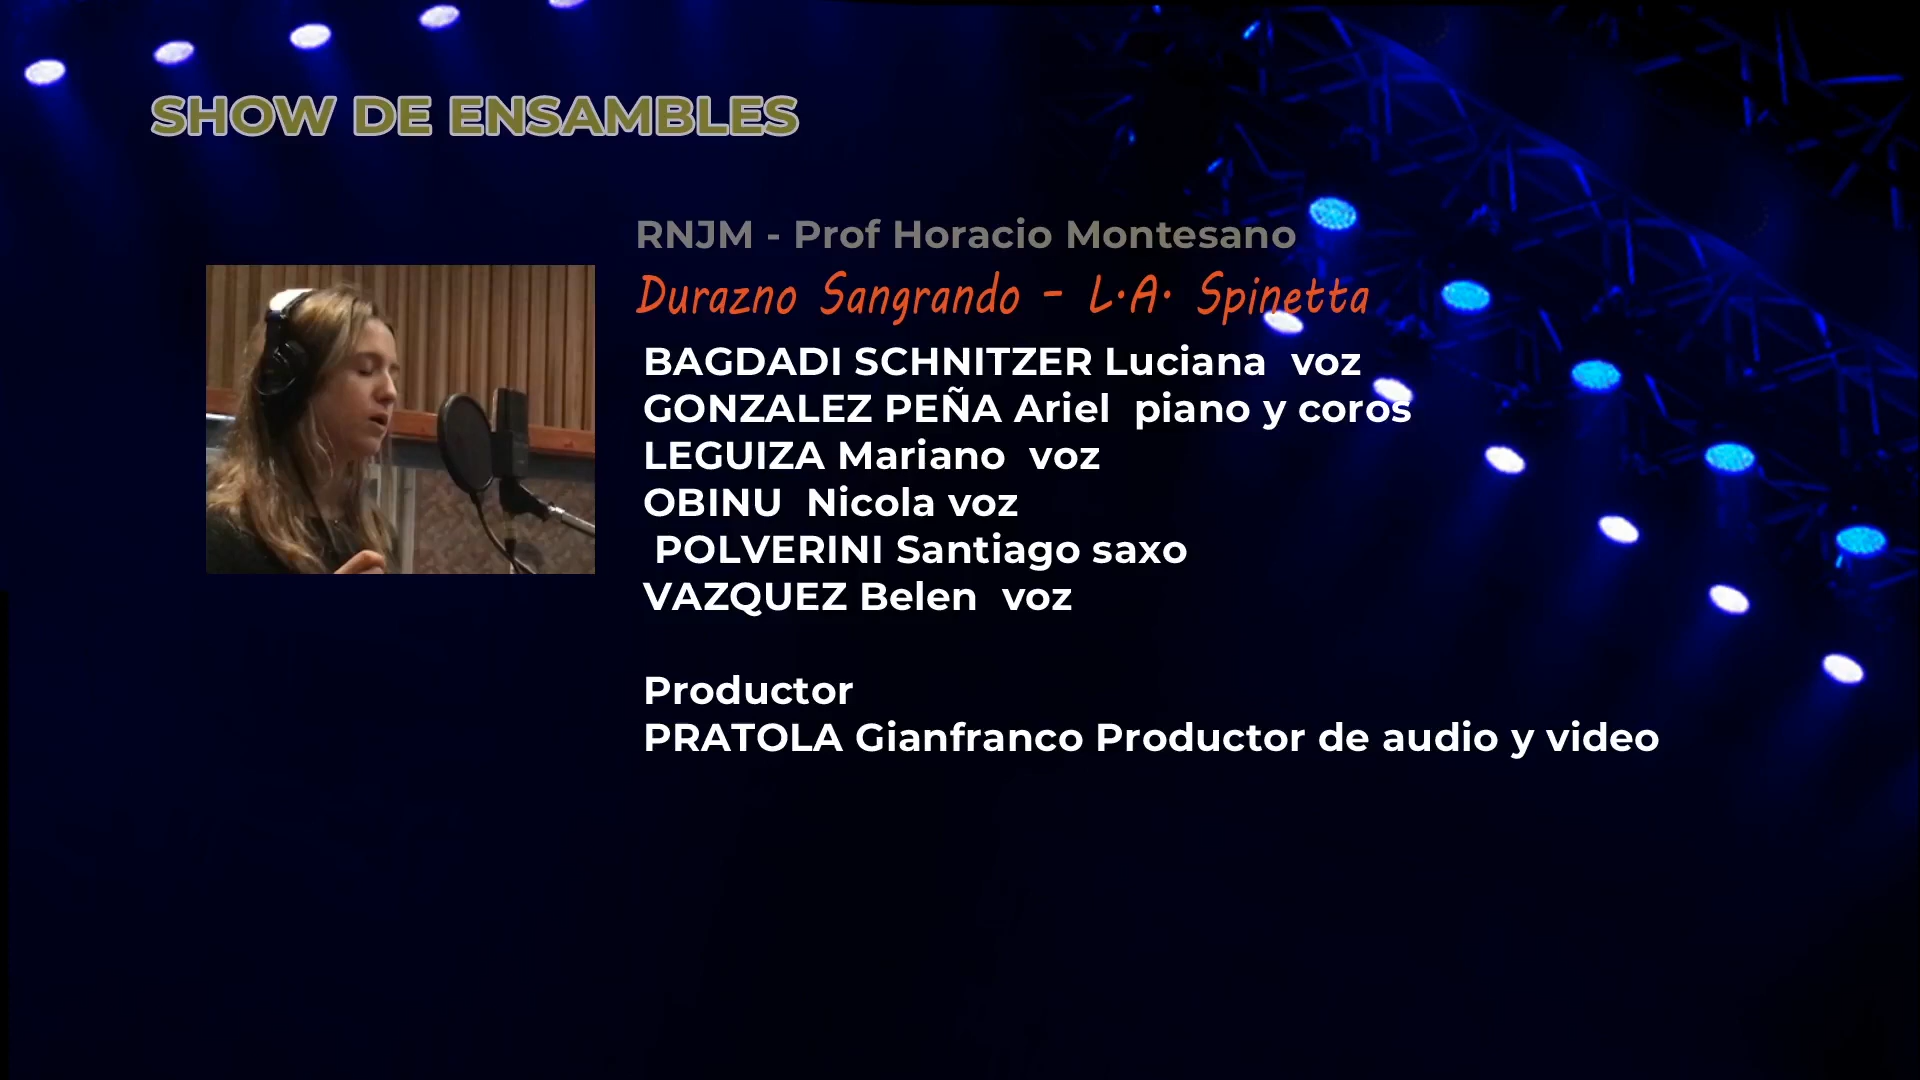 SHOW DE ENSAMBLES
RNJM - Prof Horacio Montesano
Durazno Sangrando - L.A. Spinetta
BAGDADI SCHNITZER Luciana  voz
GONZALEZ PEÑA Ariel  piano y coros
LEGUIZA Mariano  voz
OBINU  Nicola voz
POLVERINI Santiago saxo
VAZQUEZ Belen  voz
Productor
PRATOLA Gianfranco Productor de audio y video